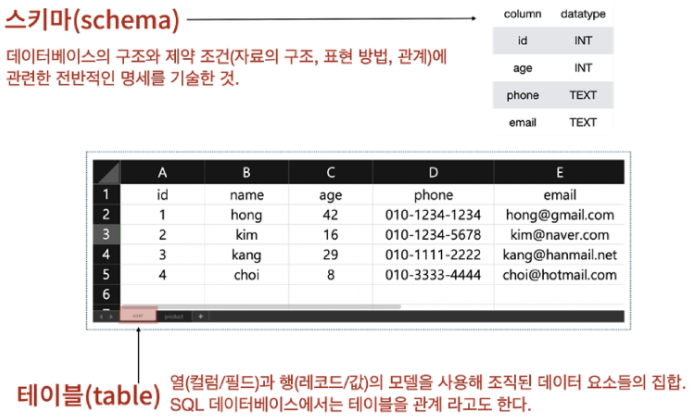 스키마(schema)
column datatype
id INT
age INT
phone TEXT
email TEXT
데이터베이스의 구조와 제약 조건(자료의 구조, 표현 방법, 관계)에
관련한 전반적인 명세를 기술한 것.
A B C D E
1 id name age phone email
2 1 hong 42 010-1234-1234 hong@gmail.com
3 2 kim 16 010-1234-5678 kim@naver.com
4 3 kang 29 010-1111-2222 kang@hanmail.net
5 4 choi 8 010-3333-4444 choi@hotmail.com
6
user product +
테이블(table)
열(컬럼/필드)과 행(레코드/값)의 모델을 사용해 조직된 데이터 요소들의 집합.
SQL 데이터베이스에서는 테이블을 관계 라고도 한다.